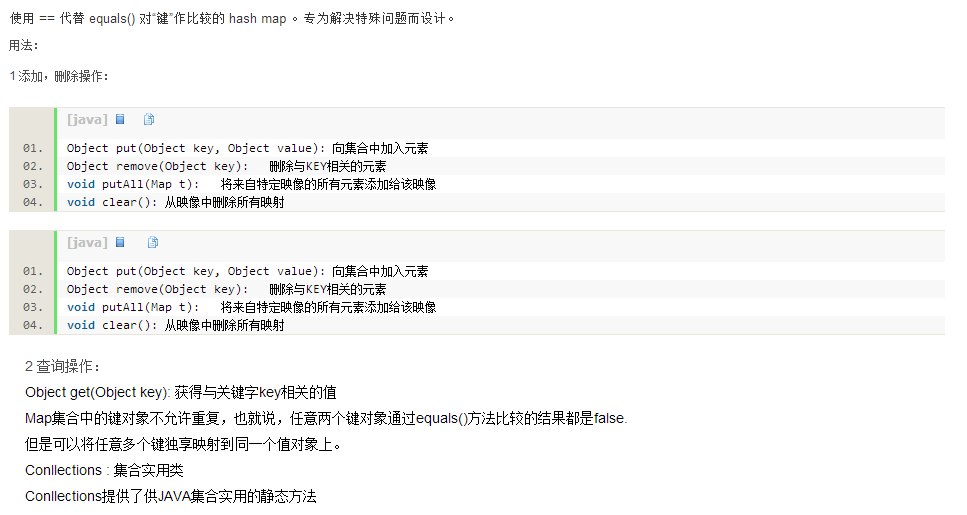 使用 == 代替 equals() 对“键”作比较的 hash map 。专为解决特殊问题而设计。
用法：
1 添加，删除操作：
[java]
01. Object put(Object key, Object value): 向集合中加入元素
02. Object remove(Object key): 删除与KEY相关的元素
03. void putAll(Map t): 将来自特定映像的所有元素添加给该映像
04. void clear(): 从映像中删除所有映射
[java]
01. Object put(Object key, Object value): 向集合中加入元素
02. Object remove(Object key): 删除与KEY相关的元素
03. void putAll(Map t): 将来自特定映像的所有元素添加给该映像
04. void clear(): 从映像中删除所有映射
2 查询操作：
Object get(Object key): 获得与关键字key相关的值
Map集合中的键对象不允许重复，也就说，任意两个键对象通过equals()方法比较的结果都是false.
但是可以将任意多个键独享映射到同一个值对象上。
Conllections : 集合实用类
Conllections提供了供JAVA集合实用的静态方法